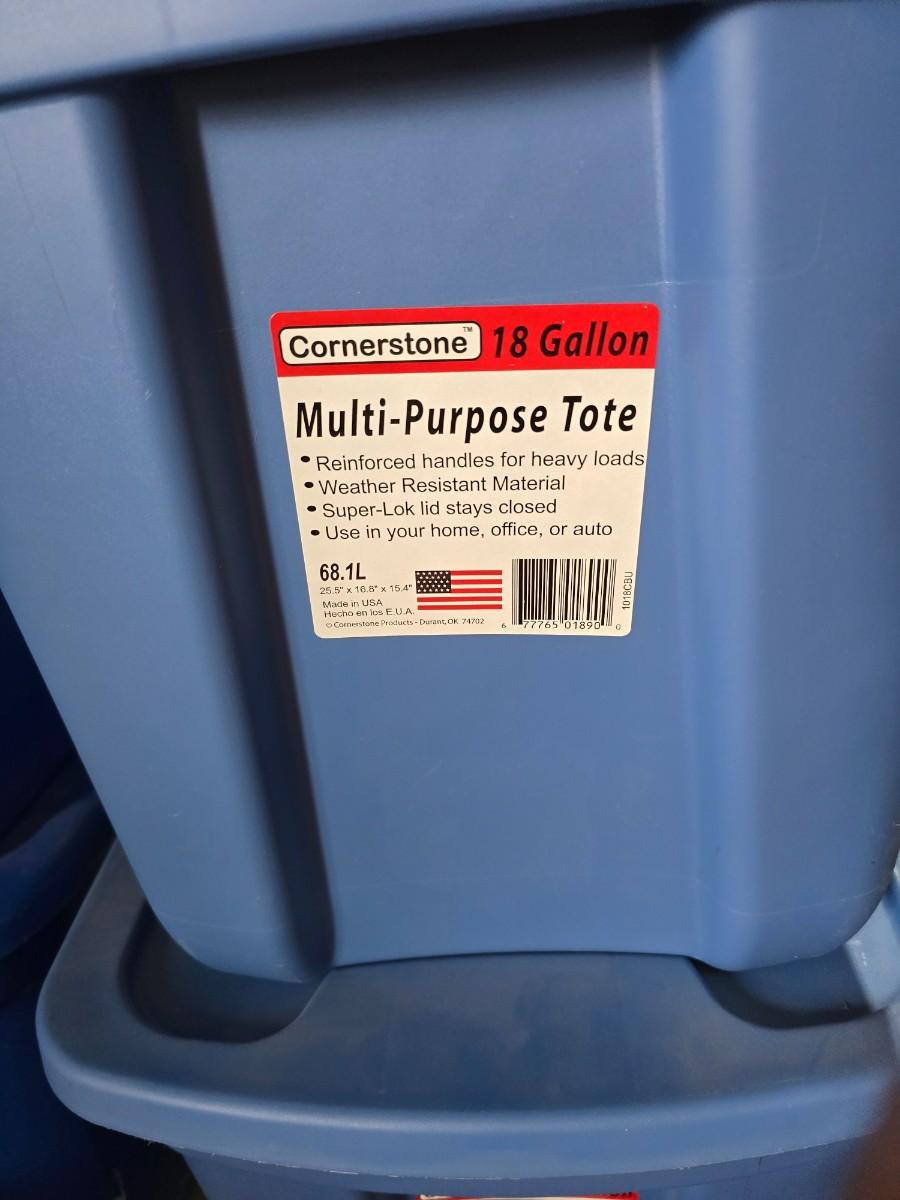 Cornerstone™ 18 Gallon
Multi-Purpose Tote
• Reinforced handles for heavy loads
• Weather Resistant Material
• Super-Lok lid stays closed
• Use in your home, office, or auto
68.1L
25.5" x 16.8" x 15.4"
Made in USA
Hecho en los E.U.A.
© Cornerstone Products - Durant, OK 74702
6 77765 01890 0
1018CBU